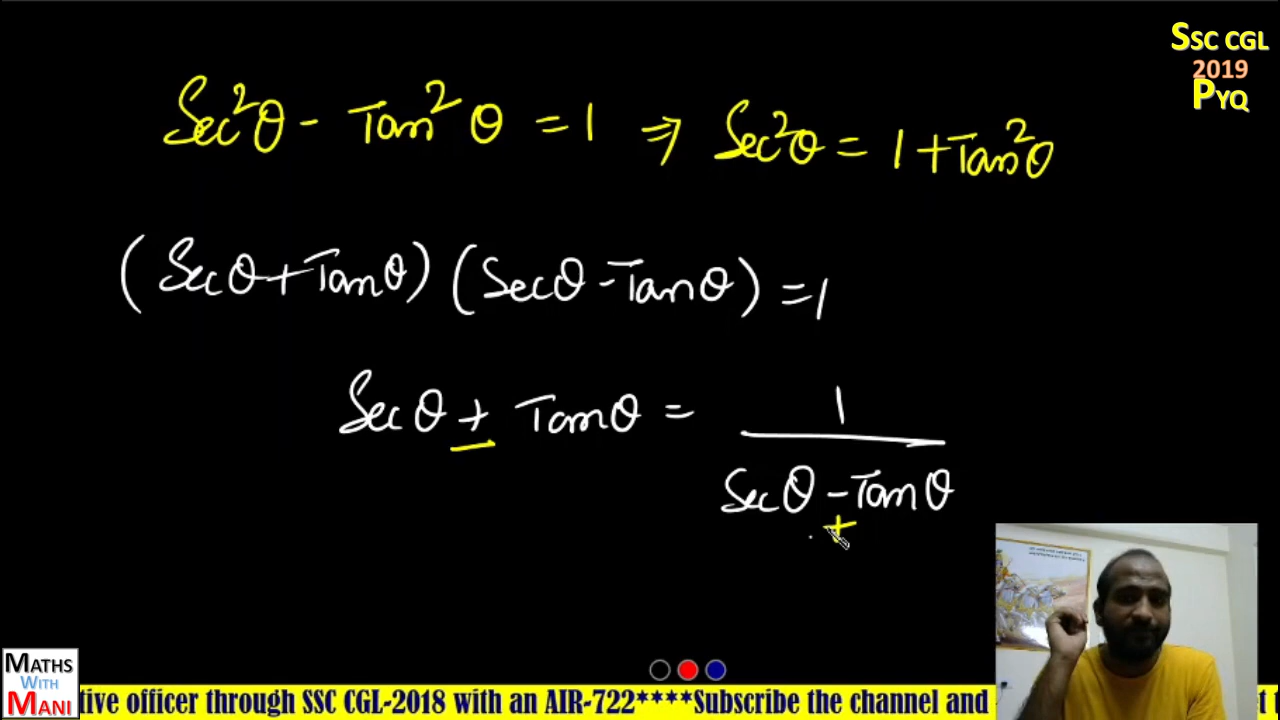 SSC CGL
2019
PYQ
Sec²θ - Tan²θ = 1 ⇒ Sec²θ = 1 + Tan²θ
(Secθ + Tanθ) (Secθ - Tanθ) = 1
Secθ + Tanθ = 1
Secθ - Tanθ
+
MATHS
WITH
MANI
tive officer through SSC CGL-2018 with an AIR-722****Subscribe the channel and